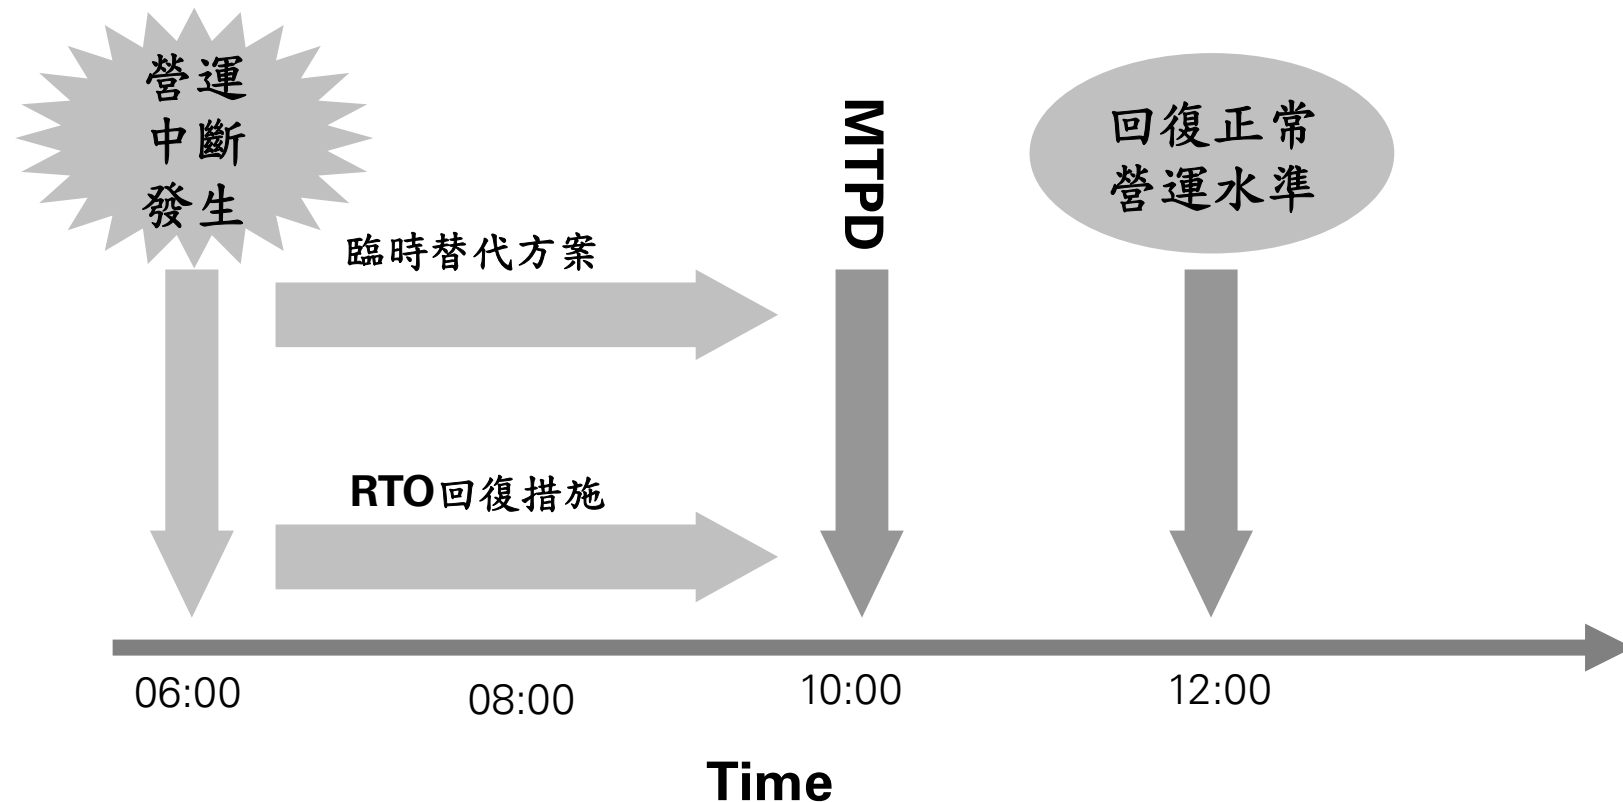 營運
中斷
發生
臨時替代方案
RTO回復措施
MTPD
回復正常
營運水準
06:00
08:00
10:00
12:00
Time